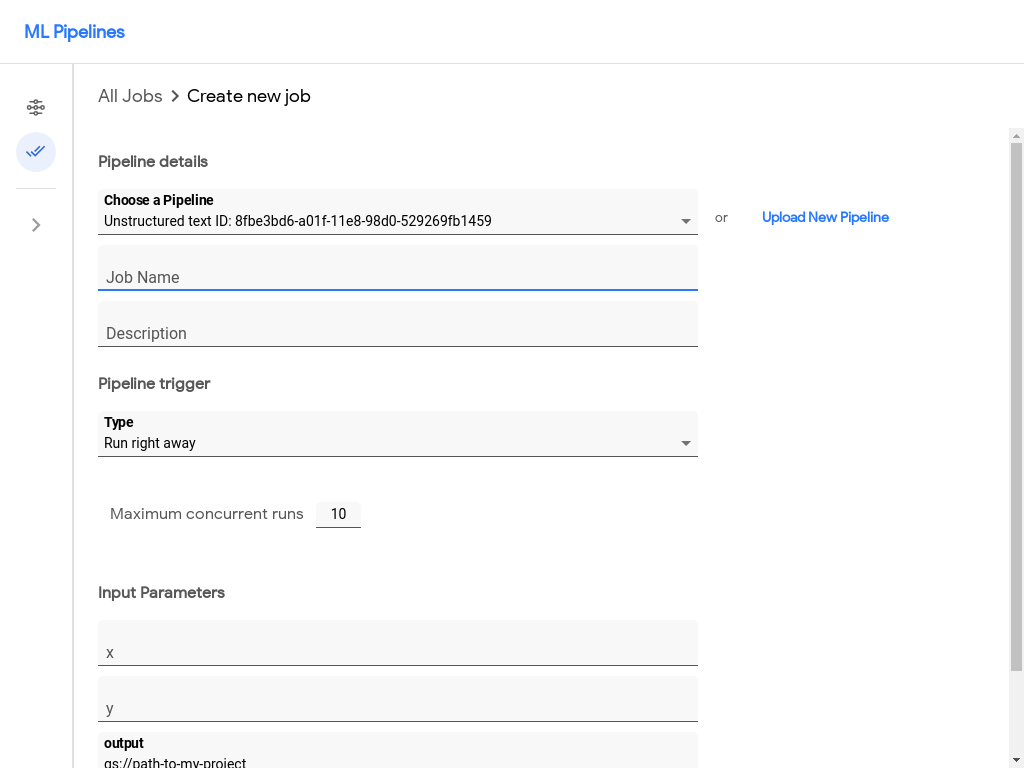 ML Pipelines
All Jobs > Create new job
Pipeline details
Choose a Pipeline
Unstructured text ID: 8fbe3bd6-a01f-11e8-98d0-529269fb1459
or
Upload New Pipeline
Job Name
Description
Pipeline trigger
Type
Run right away
Maximum concurrent runs 10
Input Parameters
x
y
output
gs://path-to-my-project